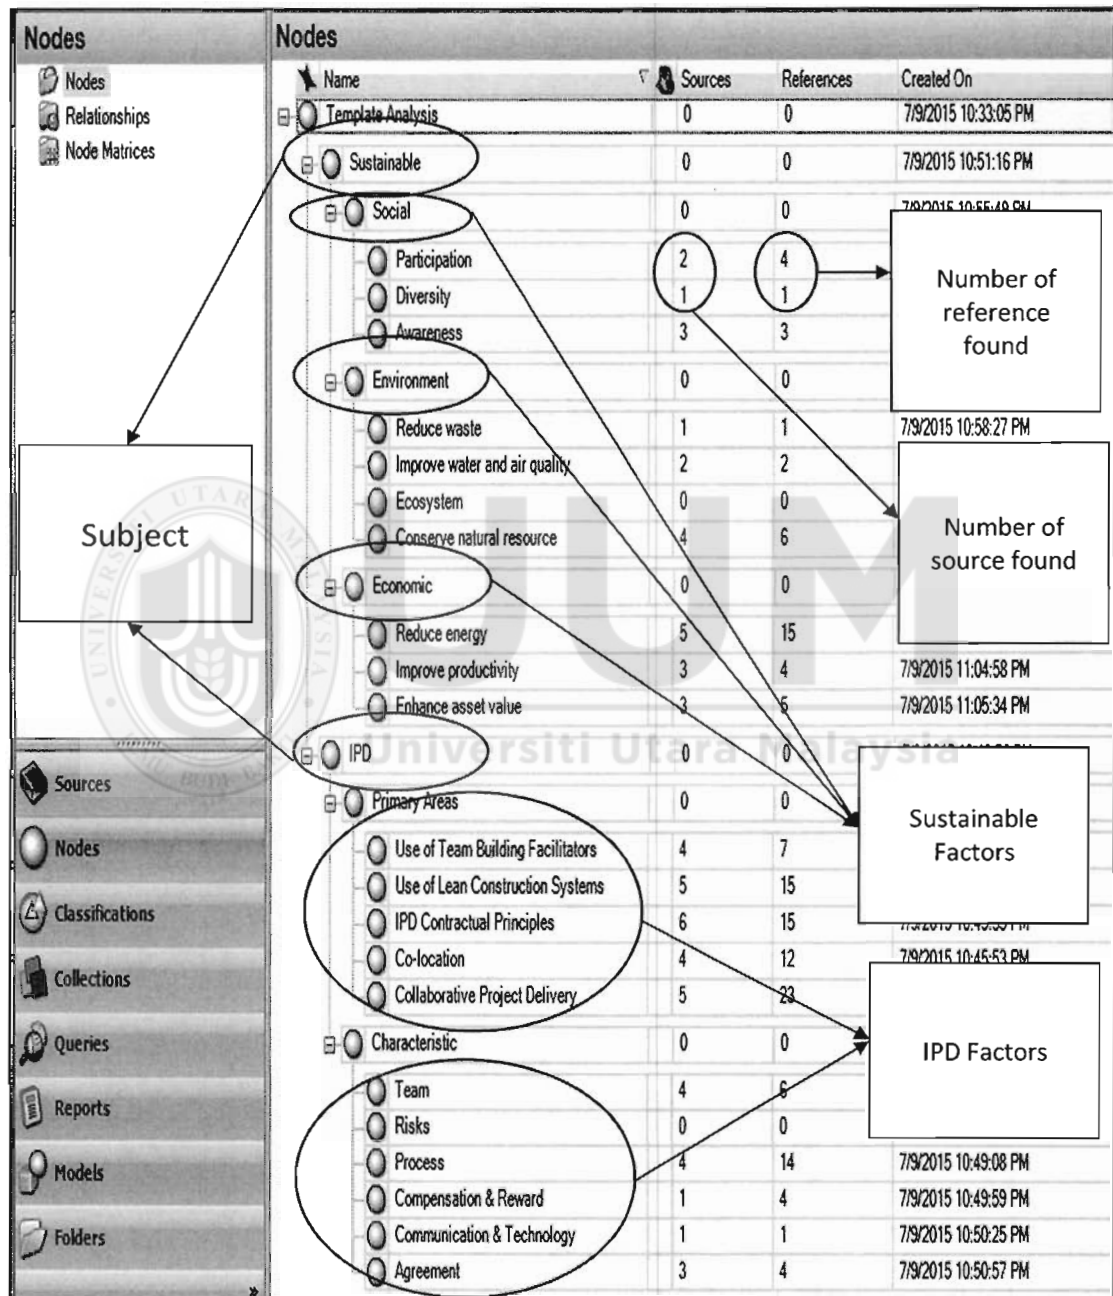 Nodes
Nodes
Relationships
Node Matrices
Nodes
Name Sources References Created On
Template Analysis 0 0 7/9/2015 10:33:05 PM
Sustainable 0 0 7/9/2015 10:51:16 PM
Social 0 0 7/9/2015 10:55:49 PM
Participation 2 4
Diversity 1 1
Awareness 3 3
Environment 0 0
Reduce waste 1 1 7/9/2015 10:58:27 PM
Improve water and air quality 2 2
Ecosystem 0 0
Conserve natural resource 4 6
Economic 0 0
Reduce energy 5 15
Improve productivity 3 4 7/9/2015 11:04:58 PM
Enhance asset value 3 5 7/9/2015 11:05:34 PM
IPD 0 0
Primary Areas 0 0
Use of Team Building Facilitators 4 7
Use of Lean Construction Systems 5 15
IPD Contractual Principles 6 15
Co-location 4 12 7/9/2015 10:45:53 PM
Collaborative Project Delivery 5 23
Characteristic 0 0
Team 4 6
Risks 0 0
Process 4 14 7/9/2015 10:49:08 PM
Compensation & Reward 1 4 7/9/2015 10:49:59 PM
Communication & Technology 1 1 7/9/2015 10:50:25 PM
Agreement 3 4 7/9/2015 10:50:57 PM
Subject
Number of
reference
found
Number of
source found
Sustainable
Factors
IPD Factors
Sources
Nodes
Classifications
Collections
Queries
Reports
Models
Folders
»
UUM
Universiti Utara Malaysia
UNIVERSITI UTARA MALAYSIA